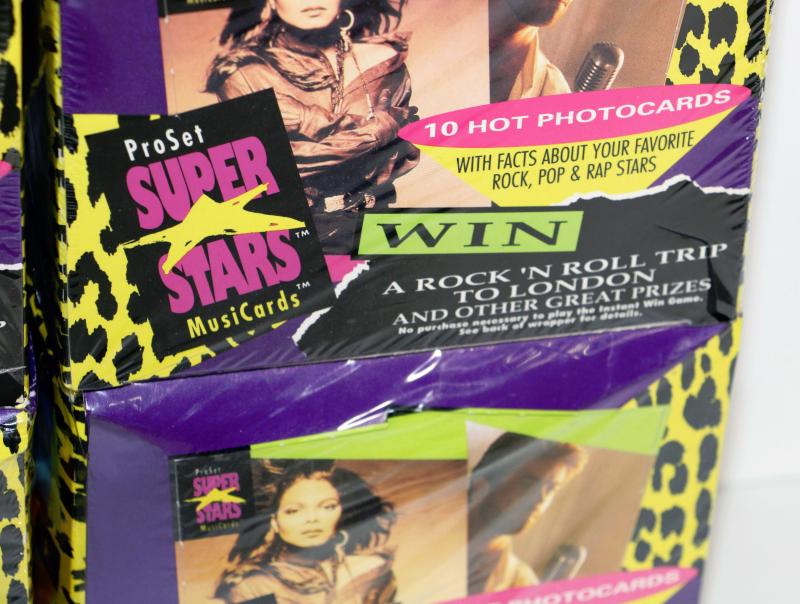 ProSet
SUPER
STARS™
MusiCards™
10 HOT PHOTOCARDS
WITH FACTS ABOUT YOUR FAVORITE
ROCK, POP & RAP STARS
WIN
A ROCK 'N ROLL TRIP
TO LONDON
AND OTHER GREAT PRIZES
No purchase necessary to play the Instant Win Game.
See back of wrapper for details.
ProSet
SUPER
STARS
MusiCards
PHOTOCARDS